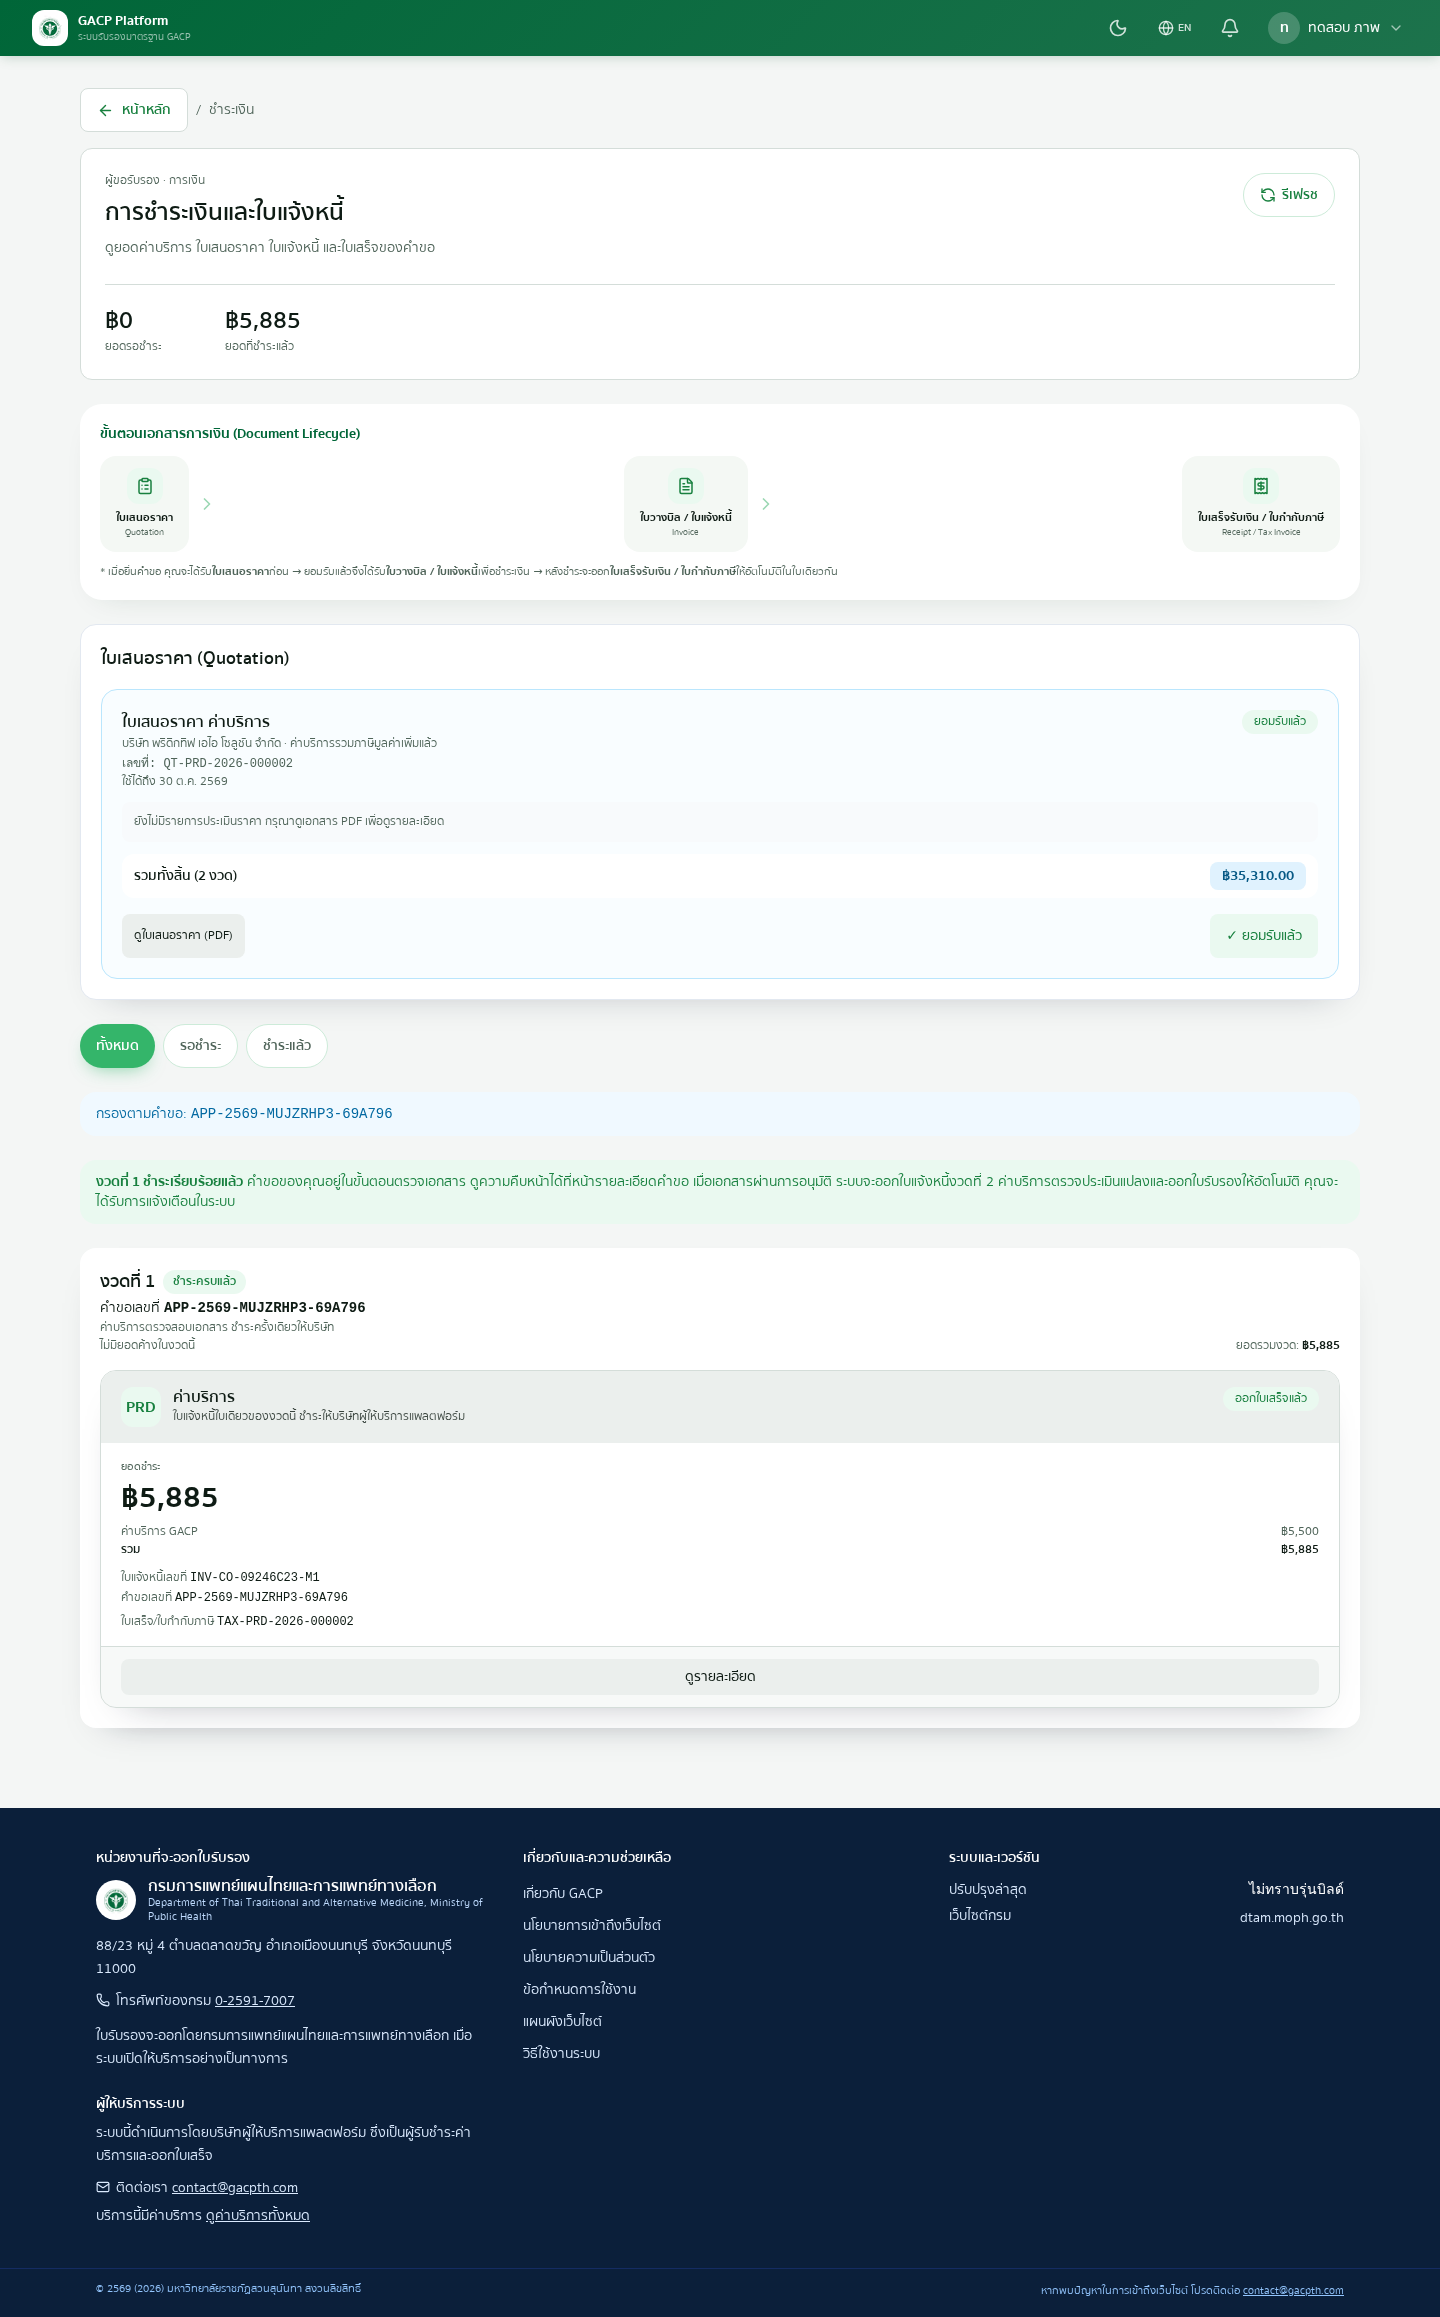 GACP Platform
ระบบรับรองมาตรฐาน GACP
EN
ท
ทดสอบ ภาพ
หน้าหลัก / ชำระเงิน
ผู้ขอรับรอง · การเงิน
การชำระเงินและใบแจ้งหนี้
รีเฟรช
ดูยอดค่าบริการ ใบเสนอราคา ใบแจ้งหนี้ และใบเสร็จของคำขอ
฿0
ยอดรอชำระ
฿5,885
ยอดที่ชำระแล้ว
ขั้นตอนเอกสารการเงิน (Document Lifecycle)
ใบเสนอราคา
Quotation
ใบวางบิล / ใบแจ้งหนี้
Invoice
ใบเสร็จรับเงิน / ใบกำกับภาษี
Receipt / Tax Invoice
* เมื่อยื่นคำขอ คุณจะได้รับใบเสนอราคาก่อน → ยอมรับแล้วจึงได้รับใบวางบิล / ใบแจ้งหนี้เพื่อชำระเงิน → หลังชำระจะออกใบเสร็จรับเงิน / ใบกำกับภาษีให้อัตโนมัติในใบเดียวกัน
ใบเสนอราคา (Quotation)
ใบเสนอราคา ค่าบริการ
ยอมรับแล้ว
บริษัท พรีดิกทิฟ เอไอ โซลูชัน จำกัด · ค่าบริการรวมภาษีมูลค่าเพิ่มแล้ว
เลขที่: QT-PRD-2026-000002
ใช้ได้ถึง 30 ต.ค. 2569
ยังไม่มีรายการประเมินราคา กรุณาดูเอกสาร PDF เพื่อดูรายละเอียด
รวมทั้งสิ้น (2 งวด)
฿35,310.00
ดูใบเสนอราคา (PDF)
✓ ยอมรับแล้ว
ทั้งหมด
รอชำระ
ชำระแล้ว
กรองตามคำขอ: APP-2569-MUJZRHP3-69A796
งวดที่ 1 ชำระเรียบร้อยแล้ว คำขอของคุณอยู่ในขั้นตอนตรวจเอกสาร ดูความคืบหน้าได้ที่หน้ารายละเอียดคำขอ เมื่อเอกสารผ่านการอนุมัติ ระบบจะออกใบแจ้งหนี้งวดที่ 2 ค่าบริการตรวจประเมินแปลงและออกใบรับรองให้อัตโนมัติ คุณจะ
ได้รับการแจ้งเตือนในระบบ
งวดที่ 1
ชำระครบแล้ว
คำขอเลขที่ APP-2569-MUJZRHP3-69A796
ค่าบริการตรวจสอบเอกสาร ชำระครั้งเดียวให้บริษัท
ไม่มียอดค้างในงวดนี้
ยอดรวมงวด: ฿5,885
PRD
ค่าบริการ
ใบแจ้งหนี้ใบเดียวของงวดนี้ ชำระให้บริษัทผู้ให้บริการแพลตฟอร์ม
ออกใบเสร็จแล้ว
ยอดชำระ
฿5,885
ค่าบริการ GACP
฿5,500
รวม
฿5,885
ใบแจ้งหนี้เลขที่ INV-CO-09246C23-M1
คำขอเลขที่ APP-2569-MUJZRHP3-69A796
ใบเสร็จ/ใบกำกับภาษี TAX-PRD-2026-000002
ดูรายละเอียด
หน่วยงานที่จะออกใบรับรอง
กรมการแพทย์แผนไทยและการแพทย์ทางเลือก
Department of Thai Traditional and Alternative Medicine, Ministry of
Public Health
88/23 หมู่ 4 ตำบลตลาดขวัญ อำเภอเมืองนนทบุรี จังหวัดนนทบุรี
11000
โทรศัพท์ของกรม 0-2591-7007
ใบรับรองจะออกโดยกรมการแพทย์แผนไทยและการแพทย์ทางเลือก เมื่อ
ระบบเปิดให้บริการอย่างเป็นทางการ
ผู้ให้บริการระบบ
ระบบนี้ดำเนินการโดยบริษัทผู้ให้บริการแพลตฟอร์ม ซึ่งเป็นผู้รับชำระค่า
บริการและออกใบเสร็จ
ติดต่อเรา contact@gacpth.com
บริการนี้มีค่าบริการ ดูค่าบริการทั้งหมด
เกี่ยวกับและความช่วยเหลือ
เกี่ยวกับ GACP
นโยบายการเข้าถึงเว็บไซต์
นโยบายความเป็นส่วนตัว
ข้อกำหนดการใช้งาน
แผนผังเว็บไซต์
วิธีใช้งานระบบ
ระบบและเวอร์ชัน
ปรับปรุงล่าสุด
ไม่ทราบรุ่นบิลด์
เว็บไซต์กรม
dtam.moph.go.th
© 2569 (2026) มหาวิทยาลัยราชภัฏสวนสุนันทา สงวนลิขสิทธิ์
หากพบปัญหาในการเข้าถึงเว็บไซต์ โปรดติดต่อ contact@gacpth.com